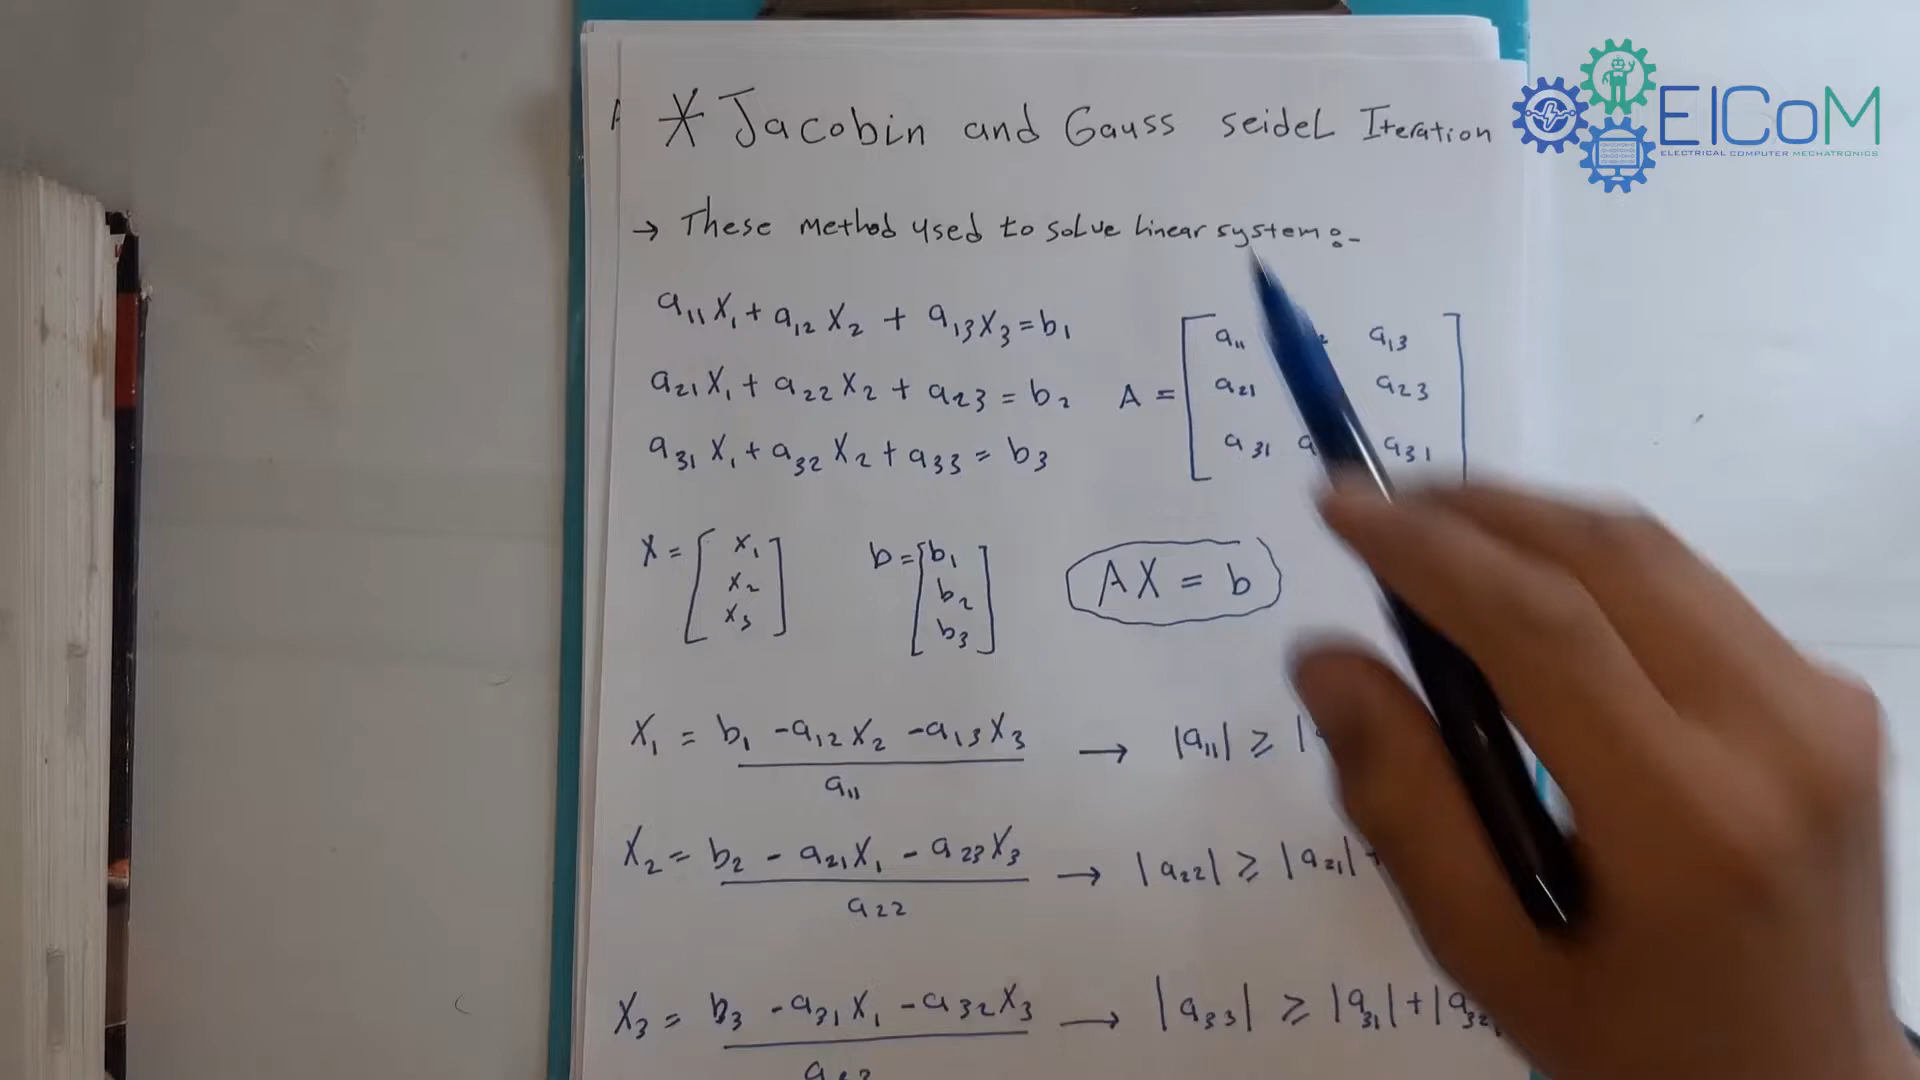 * Jacobin and Gauss seidel Iteration
EICoM
ELECTRICAL COMPUTER MECHATRONICS
→ These method used to solve linear system:-
a11 X1 + a12 X2 + a13 X3 = b1
a21 X1 + a22 X2 + a23 = b2
a31 X1 + a32 X2 + a33 = b3
A = [ a11 a13
a21 a23
a31 a31 ]
X = [ x1
x2
x3 ]
b = [ b1
b2
b3 ]
AX = b
X1 = b1 - a12 X2 - a13 X3 → |a11| ≥
a11
X2 = b2 - a21 X1 - a23 X3 → |a22| ≥ |a21| +
a22
X3 = b3 - a31 X1 - a32 X3 → |a33| ≥ |a31| + |a32